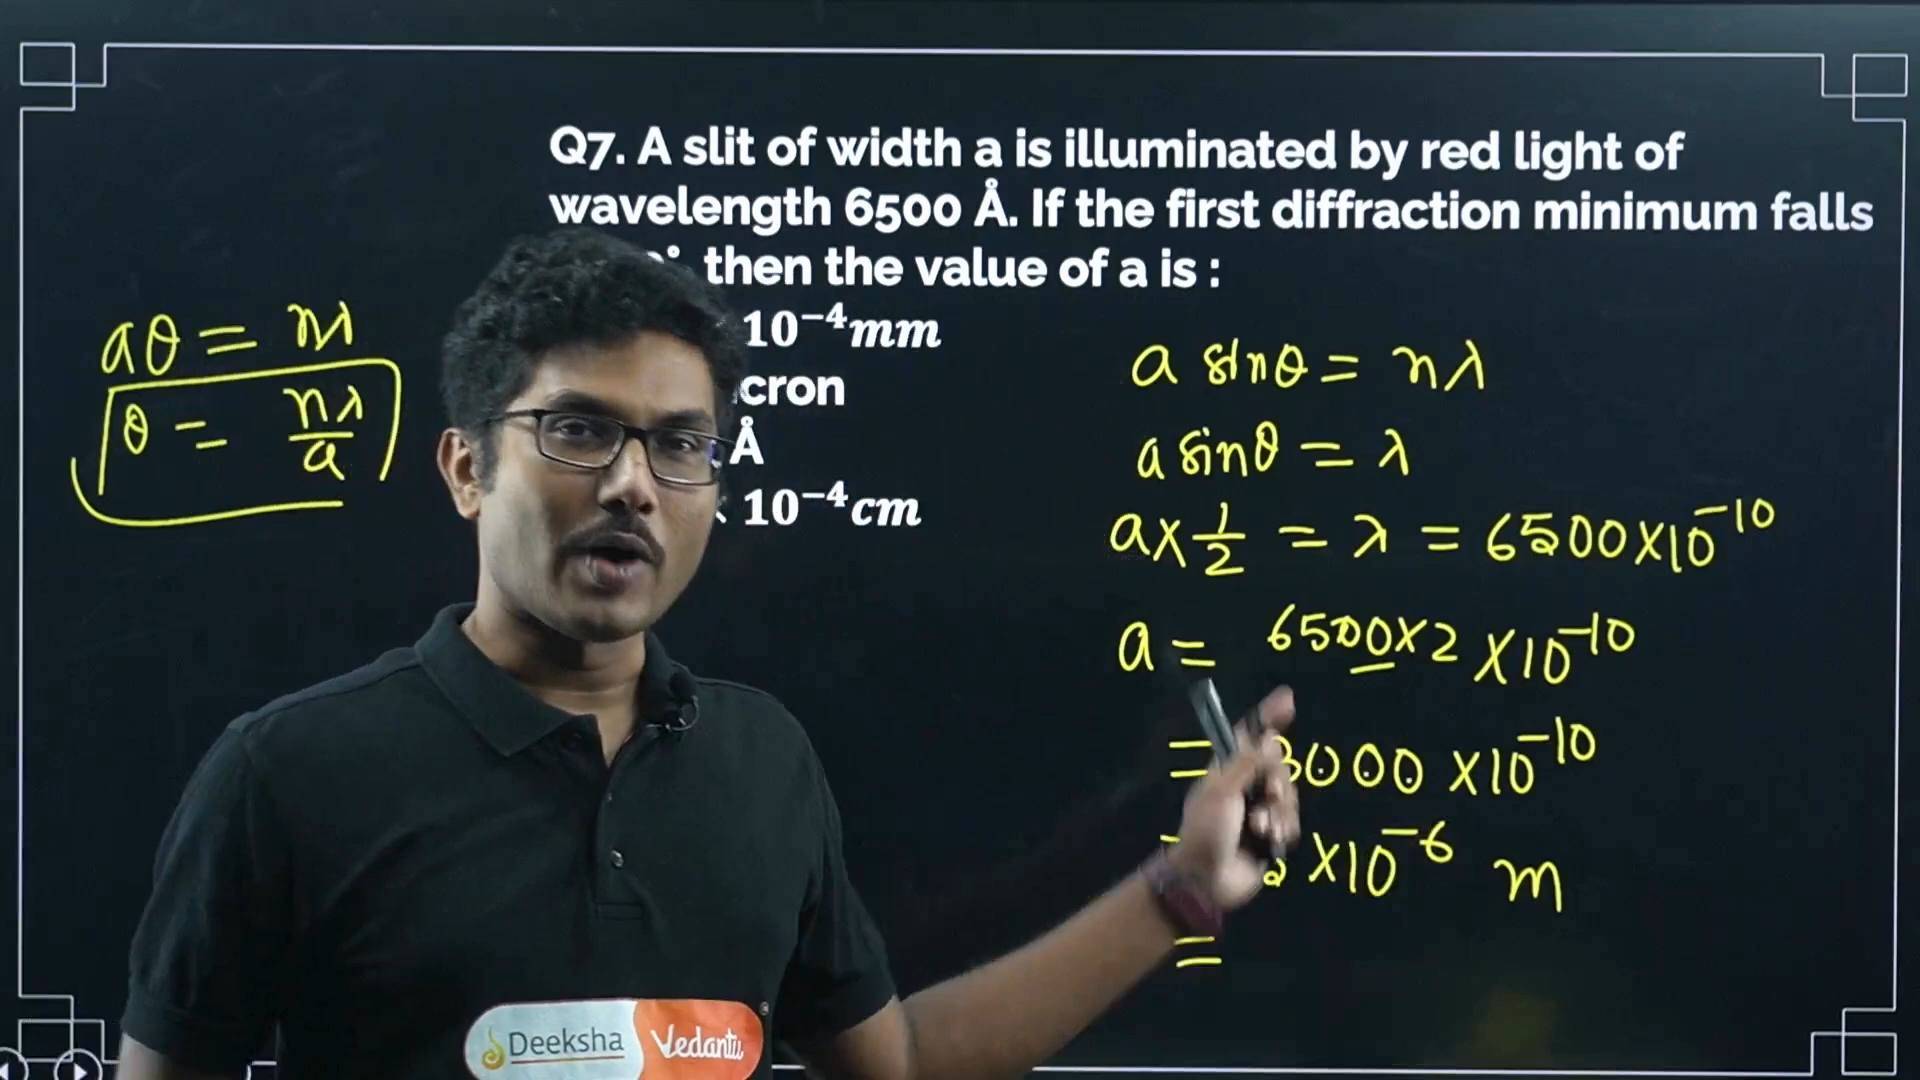 Q7. A slit of width a is illuminated by red light of
wavelength 6500 Å. If the first diffraction minimum falls
then the value of a is :
10⁻⁴mm
cron
Å
× 10⁻⁴cm
aθ = nλ
θ = nλ/a
a sinθ = nλ
a sinθ = λ
a × 1/2 = λ = 6500×10⁻¹⁰
a = 6500×2 ×10⁻¹⁰
= 3000 ×10⁻¹⁰
×10⁻⁶ m
=
Deeksha Vedantu